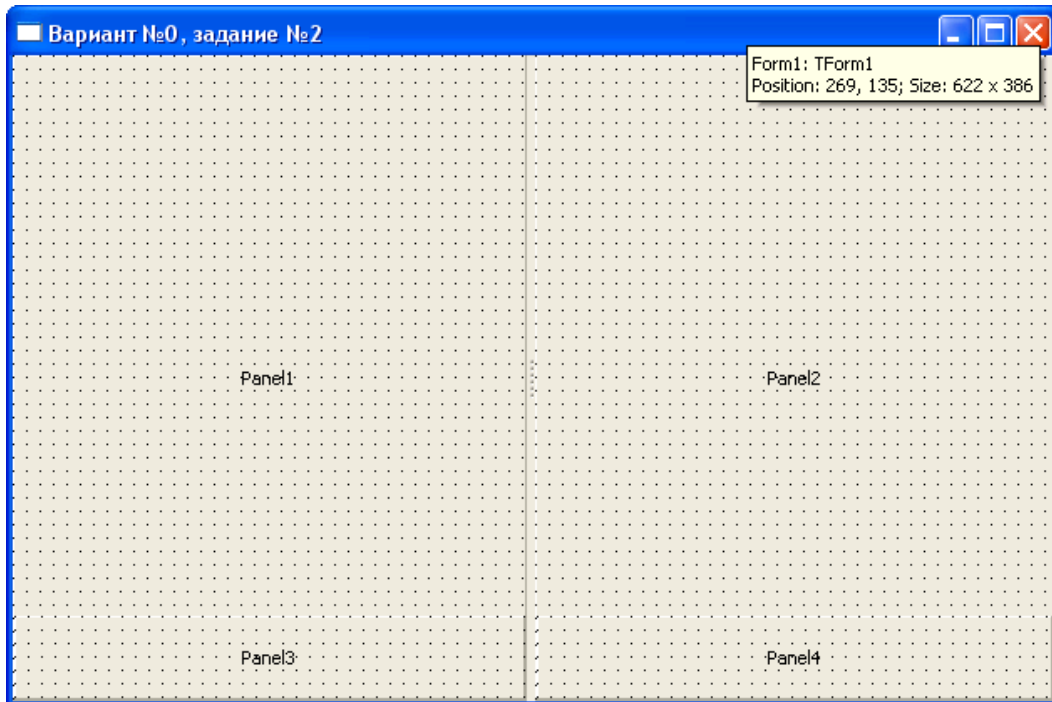 Вариант №0, задание №2
Form1: TForm1
Position: 269, 135; Size: 622 x 386
Panel1
Panel2
Panel3
Panel4